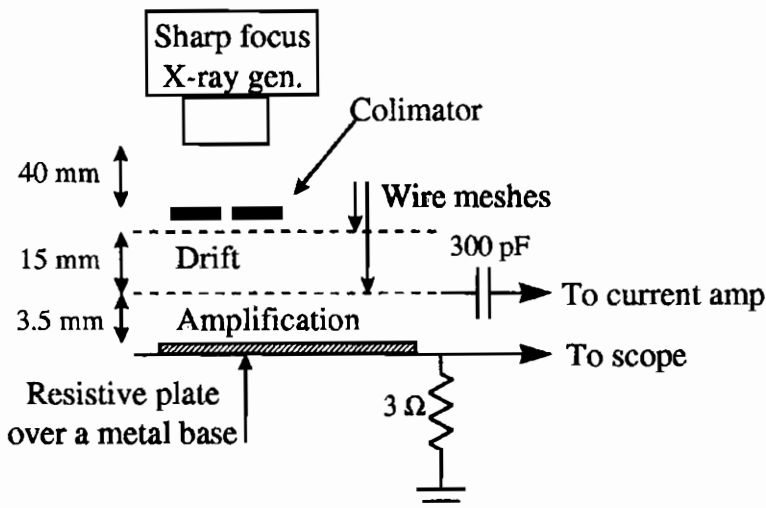 Sharp focus
X-ray gen.
Colimator
40 mm
Wire meshes
300 pF
15 mm
Drift
To current amp
3.5 mm
Amplification
To scope
Resistive plate
over a metal base
3 Ω